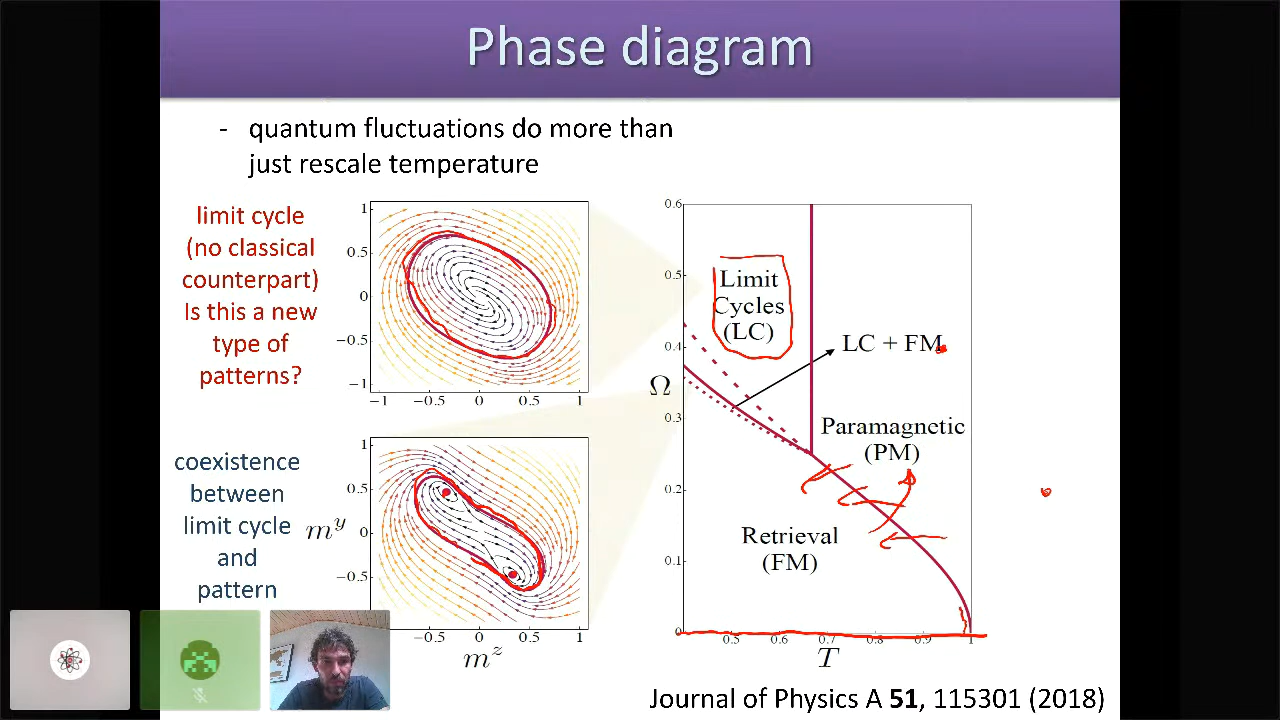 Phase diagram
- quantum fluctuations do more than
just rescale temperature
limit cycle
(no classical
counterpart)
Is this a new
type of
patterns?
1
0.5
0
−0.5
−1
−1
−0.5
0
0.5
1
coexistence
between
limit cycle
and
pattern
m^y
1
0.5
0
−0.5
−0.5
0
0.5
1
m^z
0.6
0.5
0.4
Ω
0.3
0.2
0.1
0
0.5
0.6
0.7
0.8
0.9
1
T
Limit
Cycles
(LC)
LC + FM
Paramagnetic
(PM)
Retrieval
(FM)
Journal of Physics A 51, 115301 (2018)